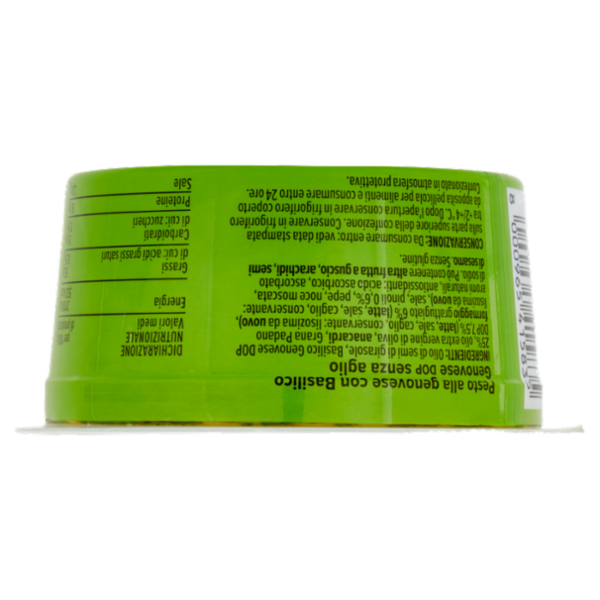 Pesto alla genovese con Basilico
Genovese DOP senza aglio
INGREDIENTI: Olio di semi di girasole, Basilico Genovese DOP
25%, olio extra vergine di oliva, anacardi, Grana Padano
DOP 7,5% (latte, sale, caglio, conservante: lisozima da uovo),
formaggio grattugiato 6% (latte, sale, caglio, conservante:
lisozima da uovo), sale, pinoli 0,6%, pepe, noce moscata,
aromi naturali, antiossidanti: acido ascorbico, ascorbato
di sodio. Può contenere altra frutta a guscio, arachidi, semi
di sesamo. Senza glutine.
CONSERVAZIONE: Da consumare entro: vedi data stampata
sulla parte superiore della confezione. Conservare in frigorifero
tra +2/+4 °C. Dopo l'apertura conservare in frigorifero coperto
da apposita pellicola per alimenti e consumare entro 24 ore.
Confezionato in atmosfera protettiva.
DICHIARAZIONE
NUTRIZIONALE
Valori medi
Energia
Grassi
di cui: acidi grassi saturi
Carboidrati
di cui: zuccheri
Proteine
Sale